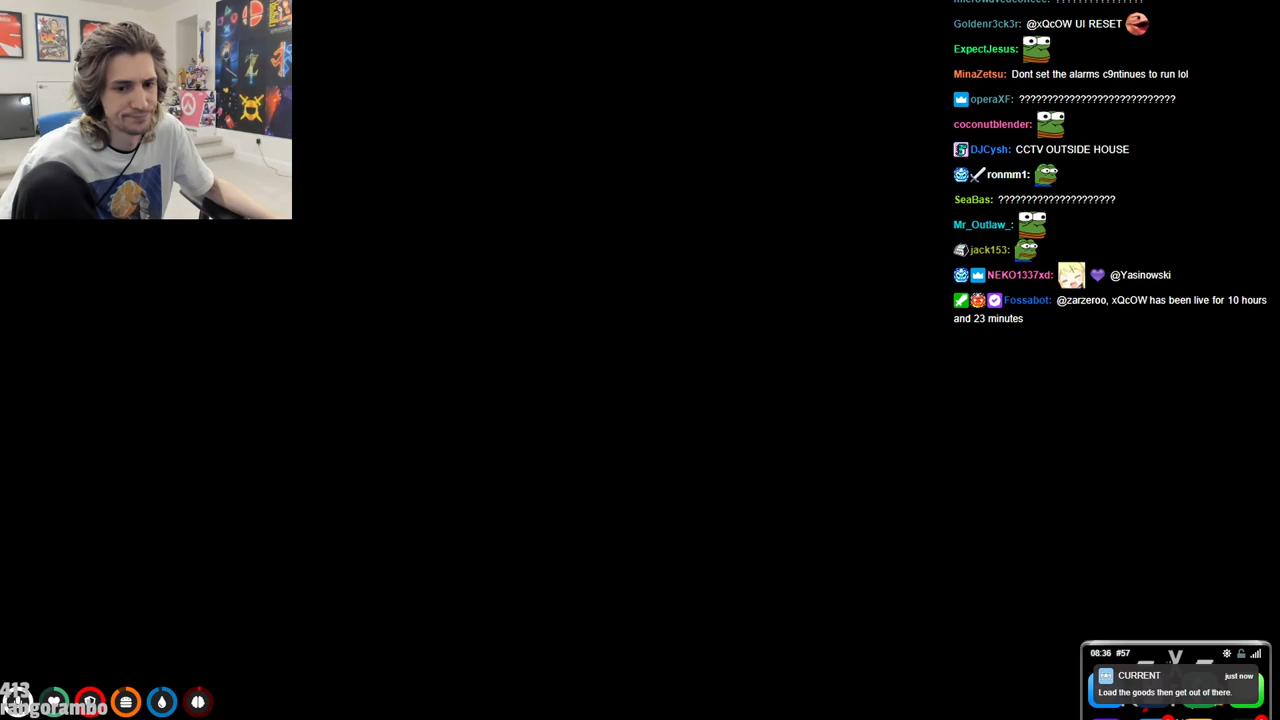 Goldenr3ck3r: @xQcOW UI RESET
ExpectJesus:
MinaZetsu: Dont set the alarms c9ntinues to run lol
operaXF: ????????????????????????????
coconutblender:
DJCysh: CCTV OUTSIDE HOUSE
ronmm1:
SeaBas: ?????????????????????
Mr_Outlaw_:
jack153:
NEKO1337xd: @Yasinowski
Fossabot: @zarzeroo, xQcOW has been live for 10 hours
and 23 minutes
08:36 #57
CURRENT just now
Load the goods then get out of there.
413
rangorambo